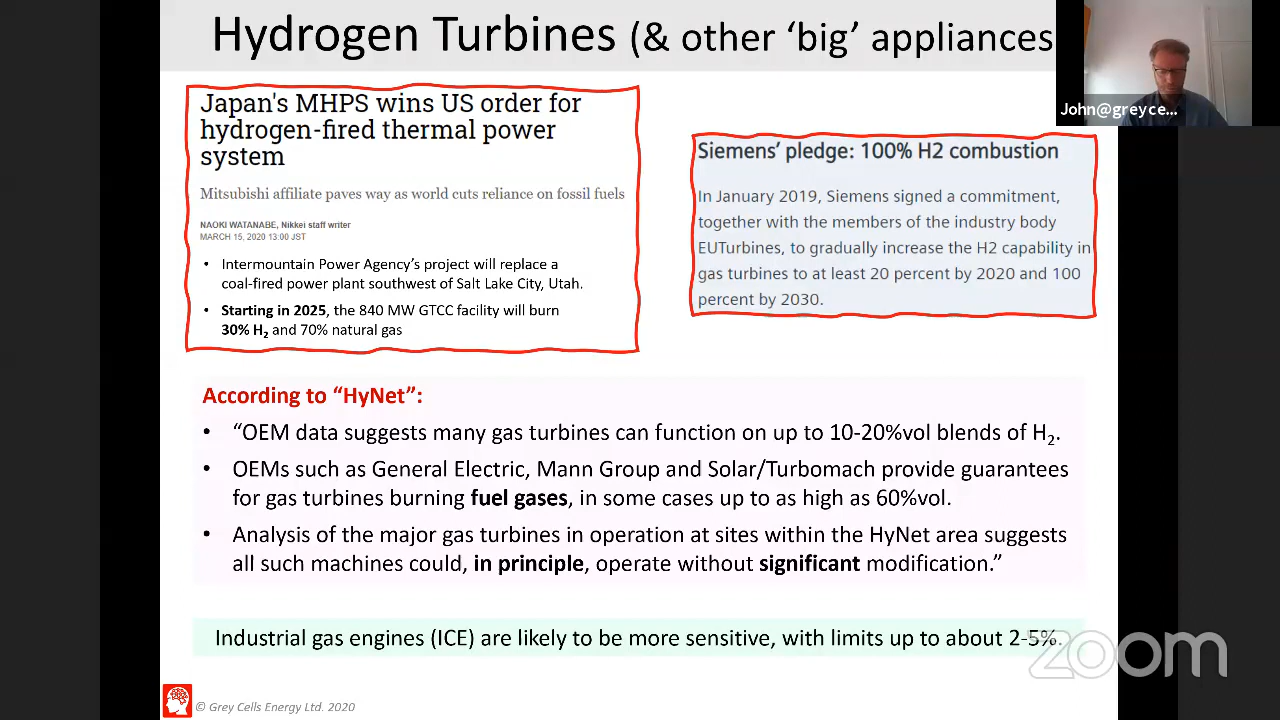 Hydrogen Turbines (& other ‘big’ appliances
John@greyce...
Japan's MHPS wins US order for
hydrogen-fired thermal power
system
Mitsubishi affiliate paves way as world cuts reliance on fossil fuels
NAOKI WATANABE, Nikkei staff writer
MARCH 15, 2020 13:00 JST
• Intermountain Power Agency’s project will replace a
coal-fired power plant southwest of Salt Lake City, Utah.
• Starting in 2025, the 840 MW GTCC facility will burn
30% H₂ and 70% natural gas
Siemens’ pledge: 100% H2 combustion
In January 2019, Siemens signed a commitment,
together with the members of the industry body
EUTurbines, to gradually increase the H2 capability in
gas turbines to at least 20 percent by 2020 and 100
percent by 2030.
According to “HyNet”:
• “OEM data suggests many gas turbines can function on up to 10-20%vol blends of H₂.
• OEMs such as General Electric, Mann Group and Solar/Turbomach provide guarantees
for gas turbines burning fuel gases, in some cases up to as high as 60%vol.
• Analysis of the major gas turbines in operation at sites within the HyNet area suggests
all such machines could, in principle, operate without significant modification.”
Industrial gas engines (ICE) are likely to be more sensitive, with limits up to about 2-5%.
zoom
© Grey Cells Energy Ltd. 2020